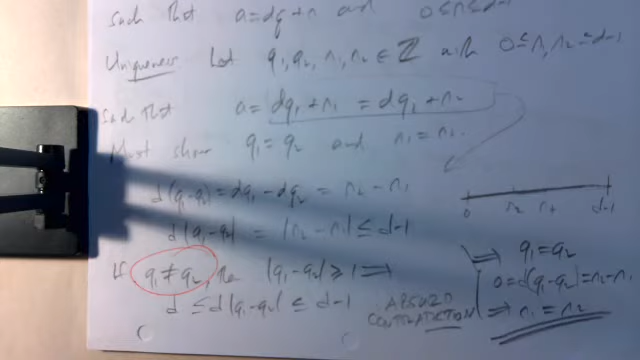 such that a = dq + r and 0 ≤ r ≤ d-1
Uniqueness Let q₁, q₂, r₁, r₂ ∈ ℤ with 0 ≤ r₁, r₂ ≤ d-1
such that a = dq₁ + r₁ = dq₂ + r₂
Must show q₁ = q₂ and r₁ = r₂.
d(q₁-q₂) = dq₁ - dq₂ = r₂ - r₁
0 r₂ r₁ d-1
d|q₁-q₂| = |r₂ - r₁| ≤ d-1
If q₁ ≠ q₂, then |q₁-q₂| ≥ 1 ⟹
d ≤ d|q₁-q₂| ≤ d-1
ABSURD
CONTRADICTION
⟹ q₁ = q₂
0 = d(q₁-q₂) = r₂-r₁
⟹ r₁ = r₂